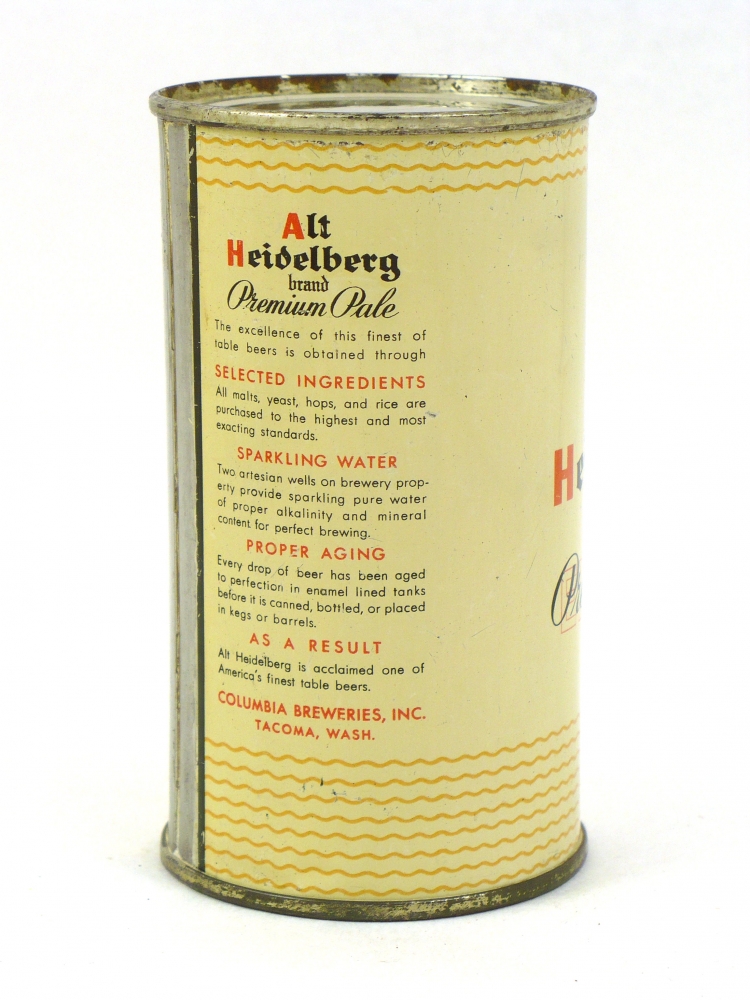 Alt
Heidelberg
brand
Premium Pale
The excellence of this finest of
table beers is obtained through
SELECTED INGREDIENTS
All malts, yeast, hops, and rice are
purchased to the highest and most
exacting standards.
SPARKLING WATER
Two artesian wells on brewery prop-
erty provide sparkling pure water
of proper alkalinity and mineral
content for perfect brewing.
PROPER AGING
Every drop of beer has been aged
to perfection in enamel lined tanks
before it is canned, bottled, or placed
in kegs or barrels.
AS A RESULT
Alt Heidelberg is acclaimed one of
America's finest table beers.
COLUMBIA BREWERIES, INC.
TACOMA, WASH.